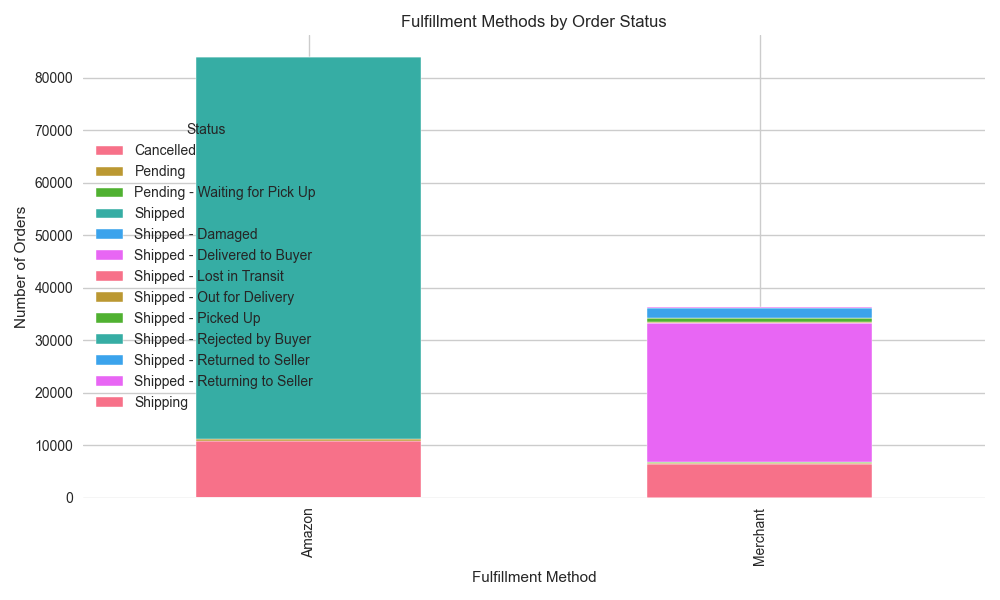 Fulfillment Methods by Order Status
Number of Orders
80000
70000
60000
50000
40000
30000
20000
10000
0
Status
Cancelled
Pending
Pending - Waiting for Pick Up
Shipped
Shipped - Damaged
Shipped - Delivered to Buyer
Shipped - Lost in Transit
Shipped - Out for Delivery
Shipped - Picked Up
Shipped - Rejected by Buyer
Shipped - Returned to Seller
Shipped - Returning to Seller
Shipping
Amazon
Merchant
Fulfillment Method